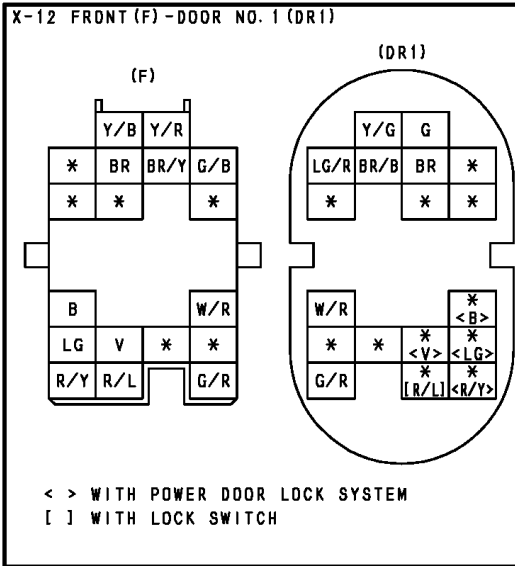 X-12 FRONT(F)-DOOR NO.1(DR1)
(F)
Y/B Y/R
* BR BR/Y G/B
* * *
B W/R
LG V * *
R/Y R/L G/R
(DR1)
Y/G G
LG/R BR/B BR *
* * *
W/R *
<B>
* * * *
<V> <LG>
G/R * *
[R/L] <R/Y>
< > WITH POWER DOOR LOCK SYSTEM
[ ] WITH LOCK SWITCH